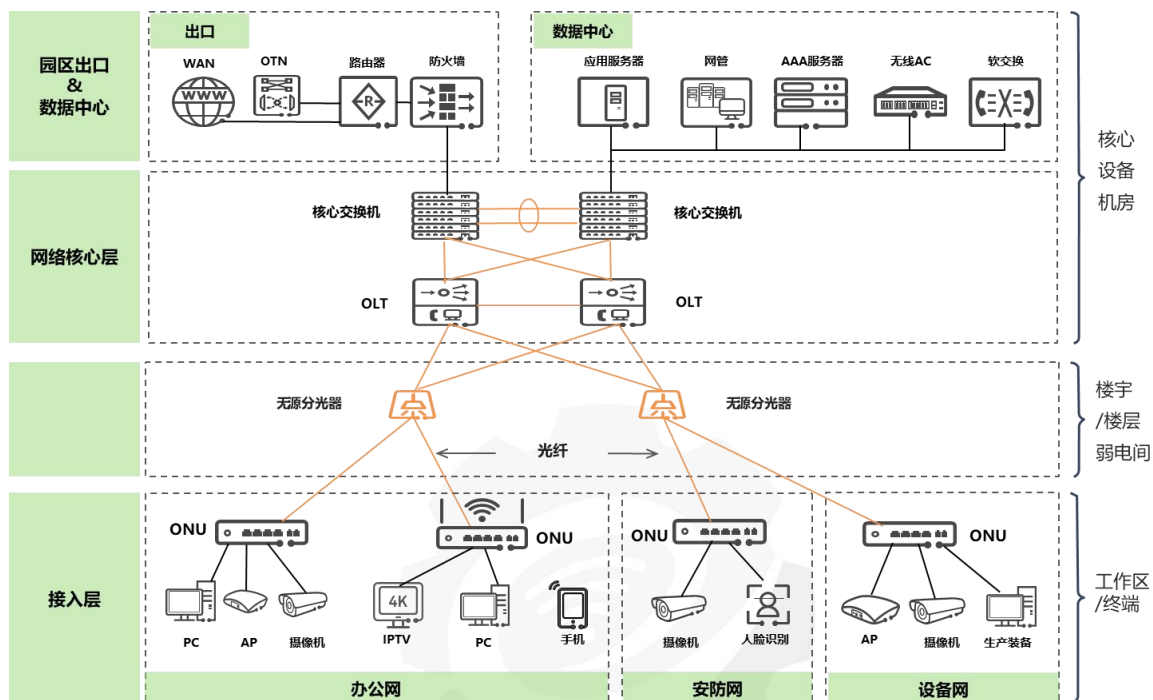 园区出口
&
数据中心
出口
WAN
WWW
OTN
路由器
R
防火墙
数据中心
应用服务器
网管
AAA服务器
无线AC
软交换
核心
设备
机房
网络核心层
核心交换机
核心交换机
OLT
OLT
无源分光器
无源分光器
光纤
楼宇
/楼层
弱电间
接入层
ONU
ONU
ONU
ONU
4K
PC
AP
摄像机
IPTV
PC
手机
摄像机
人脸识别
AP
摄像机
生产装备
工作区
/终端
办公网
安防网
设备网